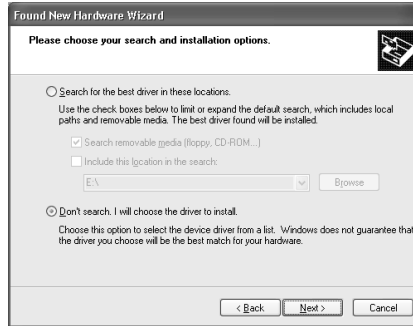 Found New Hardware Wizard
Please choose your search and installation options.
Search for the best driver in these locations.
Use the check boxes below to limit or expand the default search, which includes local
paths and removable media. The best driver found will be installed.
Search removable media (floppy, CD-ROM...)
Include this location in the search:
E:\
Browse
Don't search. I will choose the driver to install.
Choose this option to select the device driver from a list. Windows does not guarantee that
the driver you choose will be the best match for your hardware.
< Back
Next >
Cancel